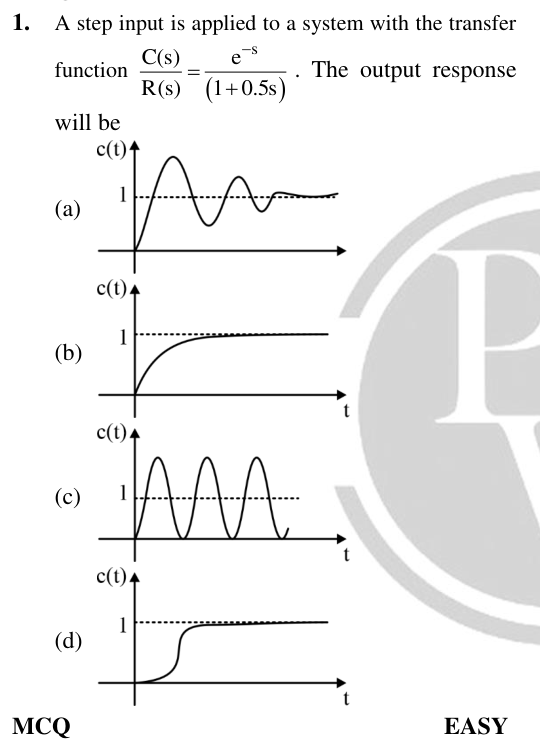 1. A step input is applied to a system with the transfer
function C(s)/R(s) = e^{-s}/(1+0.5s) . The output response
will be
c(t)
1
(a)
c(t)
1
(b)
t
c(t)
1
(c)
t
c(t)
1
(d)
t
P
MCQ EASY